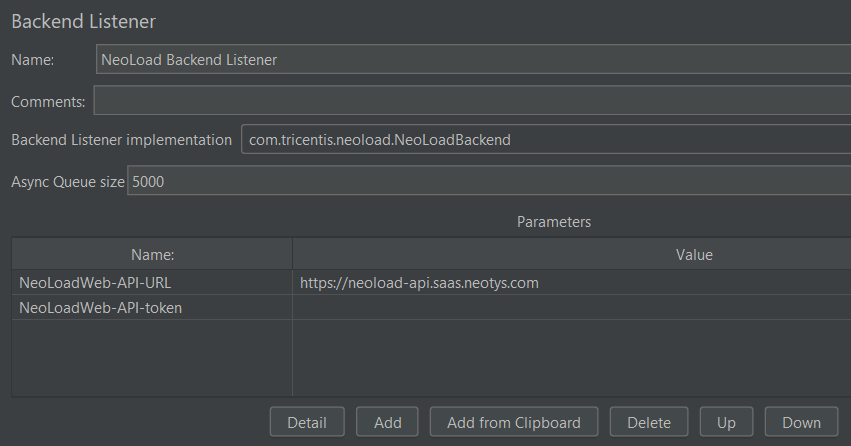 Backend Listener
Name: NeoLoad Backend Listener
Comments:
Backend Listener implementation com.tricentis.neoload.NeoLoadBackend
Async Queue size 5000
Parameters
Name: Value
NeoLoadWeb-API-URL https://neoload-api.saas.neotys.com
NeoLoadWeb-API-token
Detail Add Add from Clipboard Delete Up Down